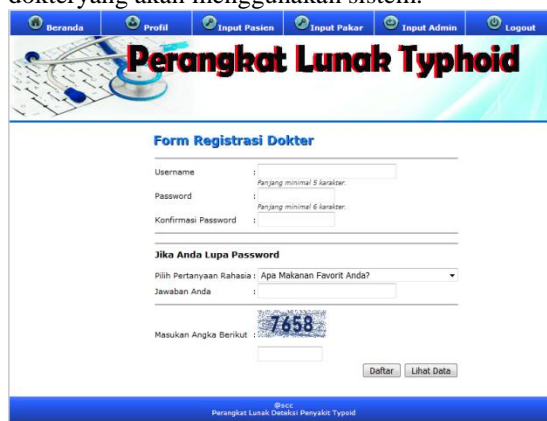 dokteryang akan menggunakan sistem.
Beranda Profil Input Pasien Input Pakar Input Admin Logout
Perangkat Lunak Typhoid
Form Registrasi Dokter
Username :
Panjang minimal 5 karakter.
Password :
Panjang minimal 6 karakter.
Konfirmasi Password :
Jika Anda Lupa Password
Pilih Pertanyaan Rahasia : Apa Makanan Favorit Anda?
Jawaban Anda :
7658
Masukan Angka Berikut :
Daftar Lihat Data
@scc
Perangkat Lunak Deteksi Penyakit Typoid